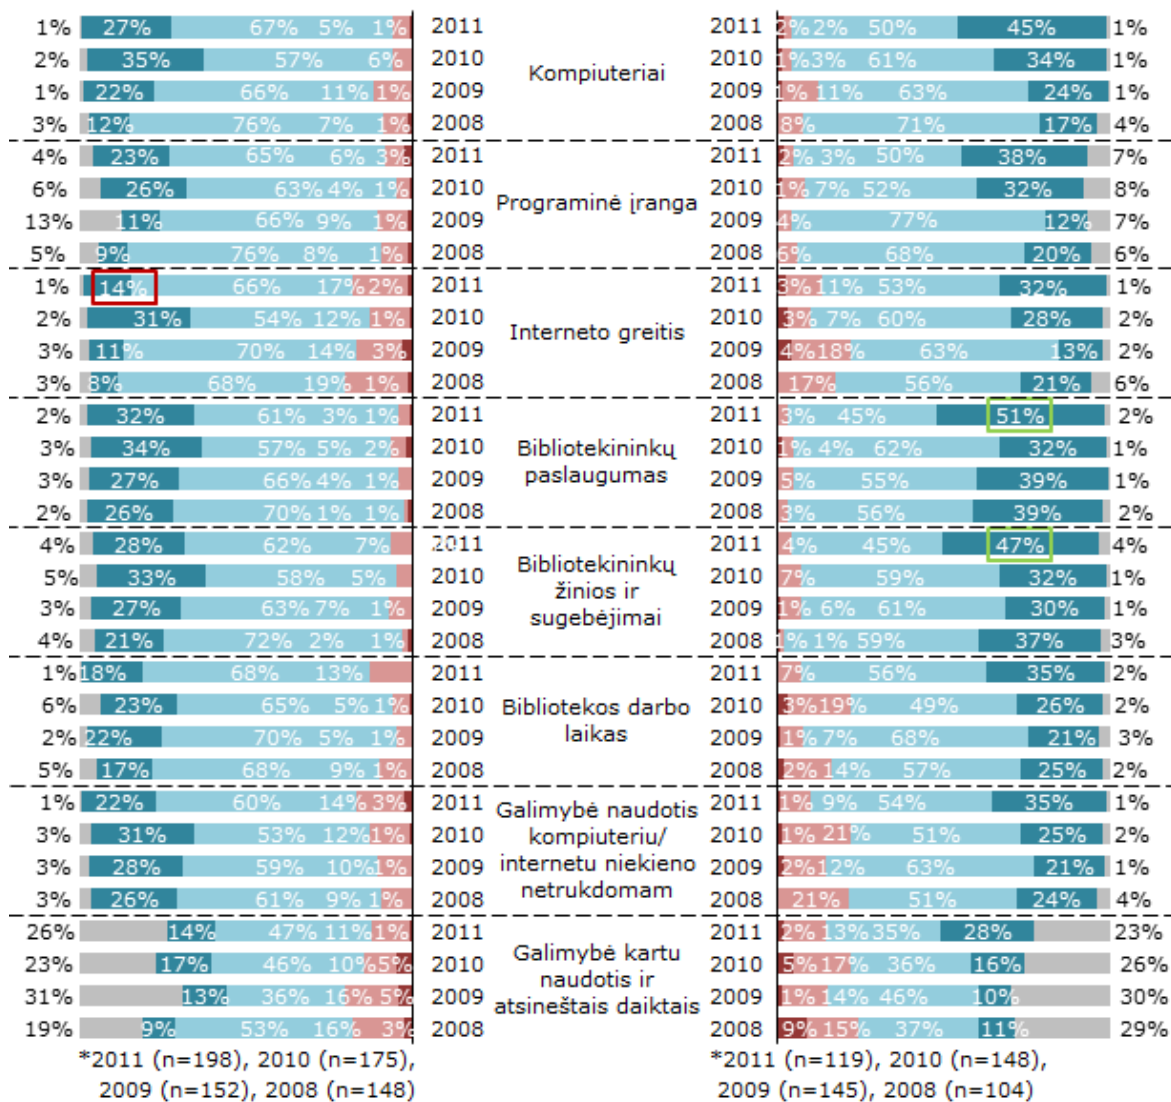 1% 27% 67% 5% 1% 2011 2011 2% 2% 50% 45% 1%
2% 35% 57% 6% 2010 2010 1% 3% 61% 34% 1%
Kompiuteriai
1% 22% 66% 11% 1% 2009 2009 1% 11% 63% 24% 1%
3% 12% 76% 7% 1% 2008 2008 8% 71% 17% 4%
4% 23% 65% 6% 3% 2011 2011 2% 3% 50% 38% 7%
6% 26% 63% 4% 1% 2010 2010 1% 7% 52% 32% 8%
Programinė įranga
13% 11% 66% 9% 1% 2009 2009 4% 77% 12% 7%
5% 9% 76% 8% 1% 2008 2008 6% 68% 20% 6%
1% 14% 66% 17% 2% 2011 2011 3% 11% 53% 32% 1%
2% 31% 54% 12% 1% 2010 2010 3% 7% 60% 28% 2%
Interneto greitis
3% 11% 70% 14% 3% 2009 2009 4% 18% 63% 13% 2%
3% 8% 68% 19% 1% 2008 2008 17% 56% 21% 6%
2% 32% 61% 3% 1% 2011 2011 3% 45% 51% 2%
3% 34% 57% 5% 2% 2010 2010 1% 4% 62% 32% 1%
Bibliotekininkų
paslaugumas
3% 27% 66% 4% 1% 2009 2009 5% 55% 39% 1%
2% 26% 70% 1% 1% 2008 2008 3% 56% 39% 2%
4% 28% 62% 7% 2011 2011 4% 45% 47% 4%
5% 33% 58% 5% 2010 2010 7% 59% 32% 1%
Bibliotekininkų
žinios ir
sugebėjimai
3% 27% 63% 7% 1% 2009 2009 1% 6% 61% 30% 1%
4% 21% 72% 2% 1% 2008 2008 1% 1% 59% 37% 3%
1% 18% 68% 13% 2011 2011 7% 56% 35% 2%
6% 23% 65% 5% 1% 2010 2010 3% 19% 49% 26% 2%
Bibliotekos darbo
laikas
2% 22% 70% 5% 1% 2009 2009 1% 7% 68% 21% 3%
5% 17% 68% 9% 1% 2008 2008 2% 14% 57% 25% 2%
1% 22% 60% 14% 3% 2011 2011 1% 9% 54% 35% 1%
3% 31% 53% 12% 1% 2010 2010 1% 21% 51% 25% 2%
Galimybė naudotis
kompiuteriu/
internetu niekieno
netrukdomam
3% 28% 59% 10% 1% 2009 2009 2% 12% 63% 21% 1%
3% 26% 61% 9% 1% 2008 2008 21% 51% 24% 4%
26% 14% 47% 11% 1% 2011 2011 2% 13% 35% 28% 23%
23% 17% 46% 10% 5% 2010 2010 5% 17% 36% 16% 26%
Galimybė kartu
naudotis ir
atsineštais daiktais
31% 13% 36% 16% 5% 2009 2009 1% 14% 46% 10% 30%
19% 9% 53% 16% 3% 2008 2008 9% 15% 37% 11% 29%
*2011 (n=198), 2010 (n=175),
2009 (n=152), 2008 (n=148)
*2011 (n=119), 2010 (n=148),
2009 (n=145), 2008 (n=104)